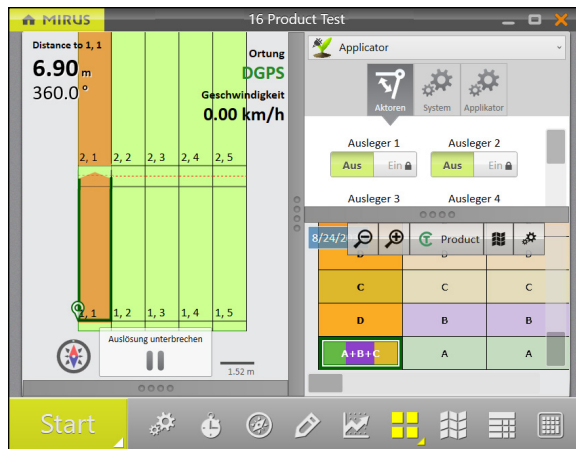 MIRUS
16 Product Test
Distance to 1, 1
6.90 m
360.0 °
Ortung
DGPS
Geschwindigkeit
0.00 km/h
2, 1 2, 2 2, 3 2, 4 2, 5
1, 2 1, 3 1, 4 1, 5
Auslösung unterbrechen
1.52 m
Applicator
Aktoren System Applikator
Ausleger 1 Ausleger 2
Aus Ein Aus Ein
Ausleger 3 Ausleger 4
8/24/2
Product
C C C
D B B
A+B+C A A
Start